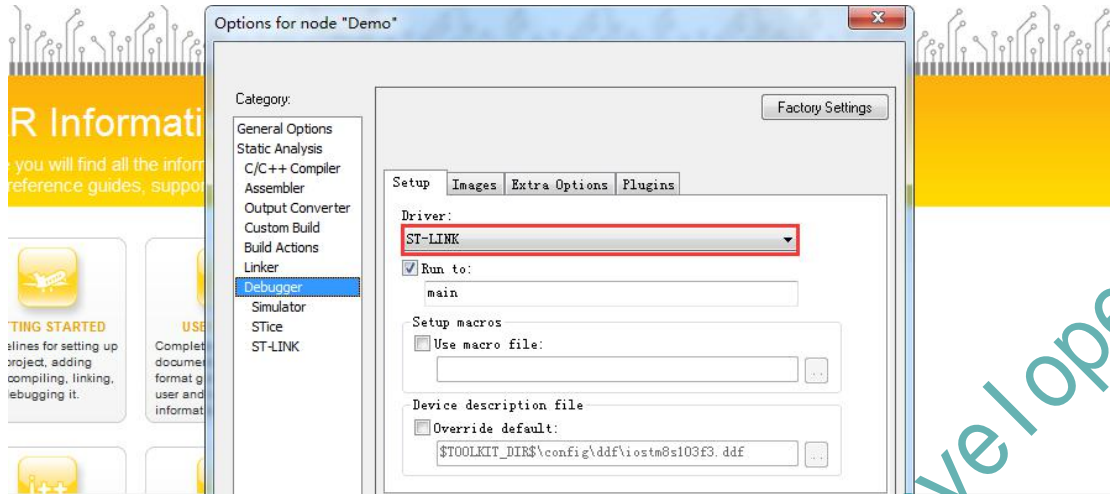 Options for node "Demo"
R Informati
you will find all the inform
reference guides, suppor
Category:
General Options
Static Analysis
C/C++ Compiler
Assembler
Output Converter
Custom Build
Build Actions
Linker
Debugger
Simulator
STice
ST-LINK
Factory Settings
Setup Images Extra Options Plugins
Driver:
ST-LINK
Run to:
main
Setup macros
Use macro file:
Device description file
Override default:
$TOOLKIT_DIR$\config\ddf\iostm8s103f3.ddf
TING STARTED
elines for setting up
project, adding
compiling, linking,
debugging it.
USE
Complet
documen
format g
user and
informat
velope